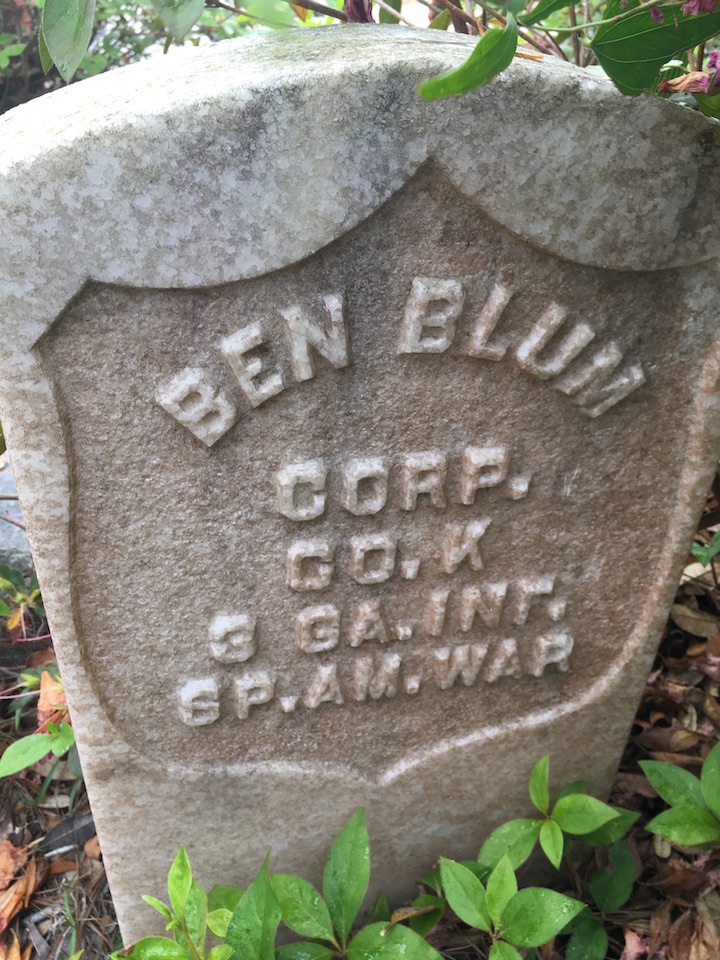 BEN BLUM
CORP.
CO. K
3 GA. INF.
SP. AM. WAR